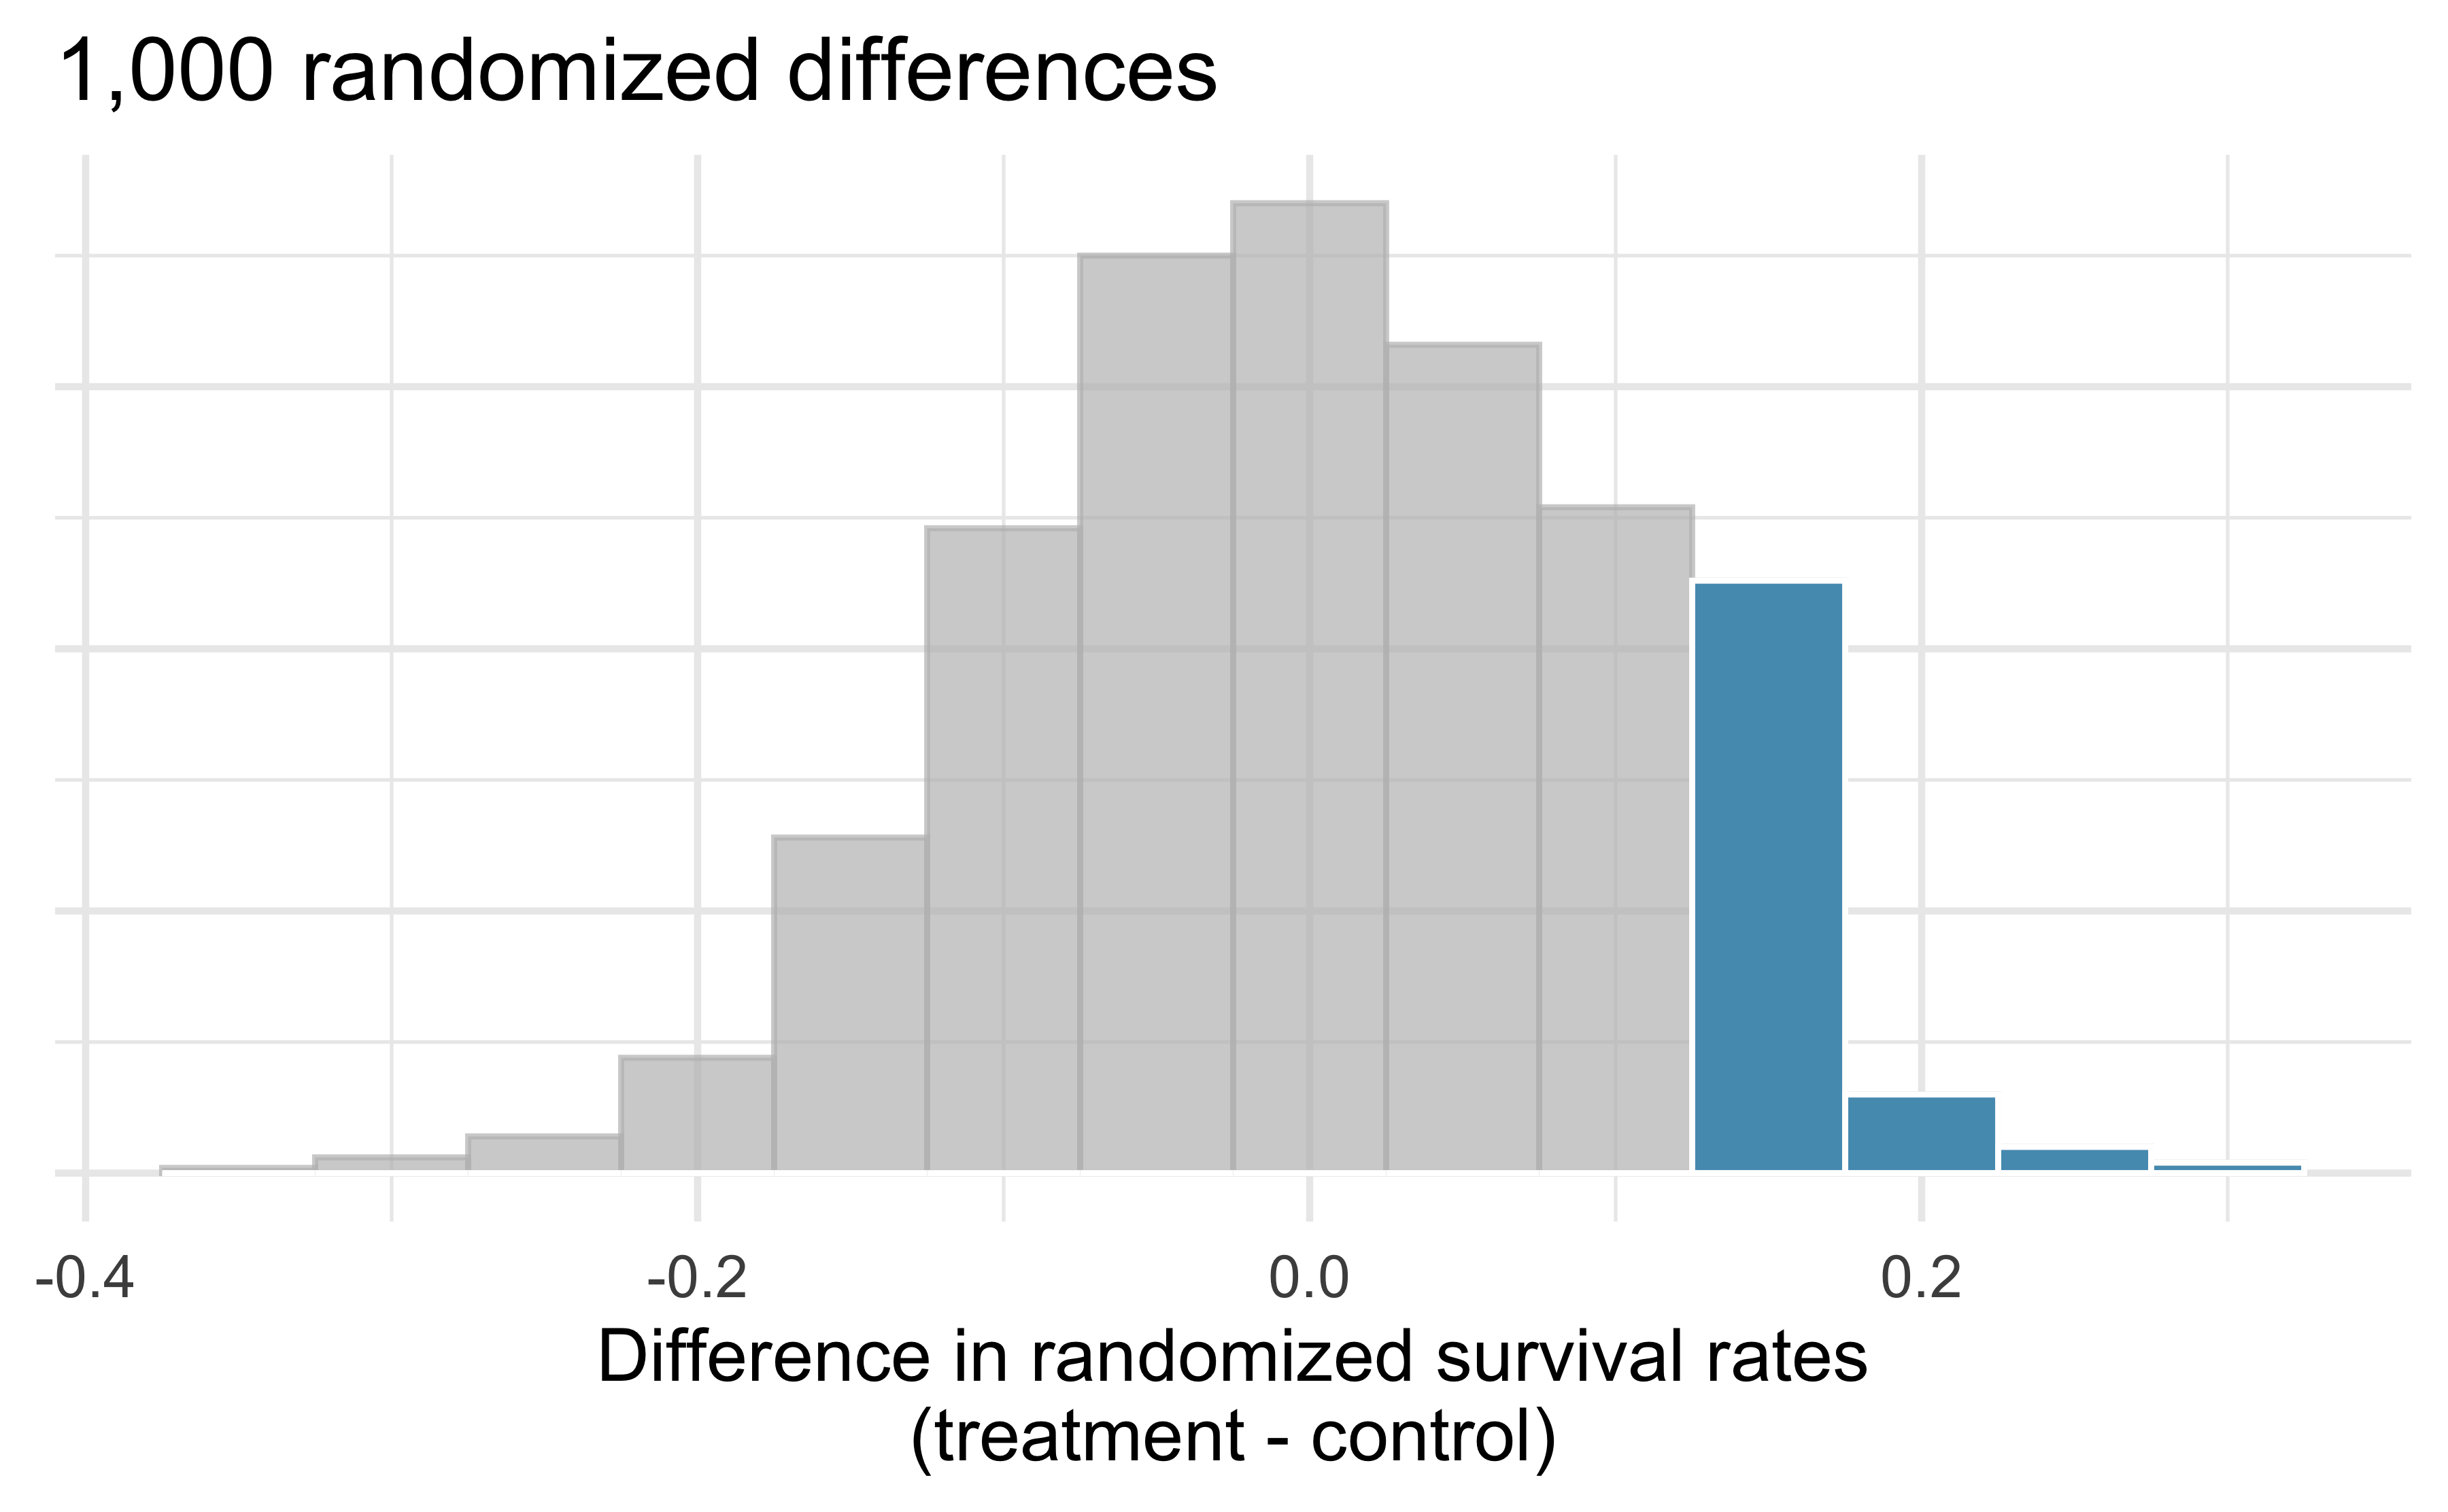 1,000 randomized differences
-0.4 -0.2 0.0 0.2
Difference in randomized survival rates
(treatment - control)